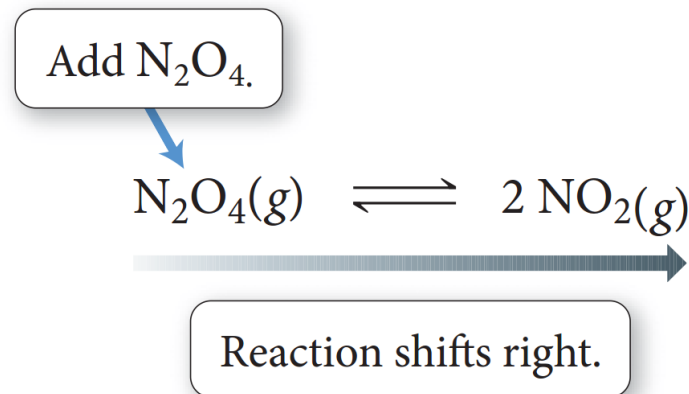 Add N₂O₄.
N₂O₄(g) ⇌ 2 NO₂(g)
Reaction shifts right.